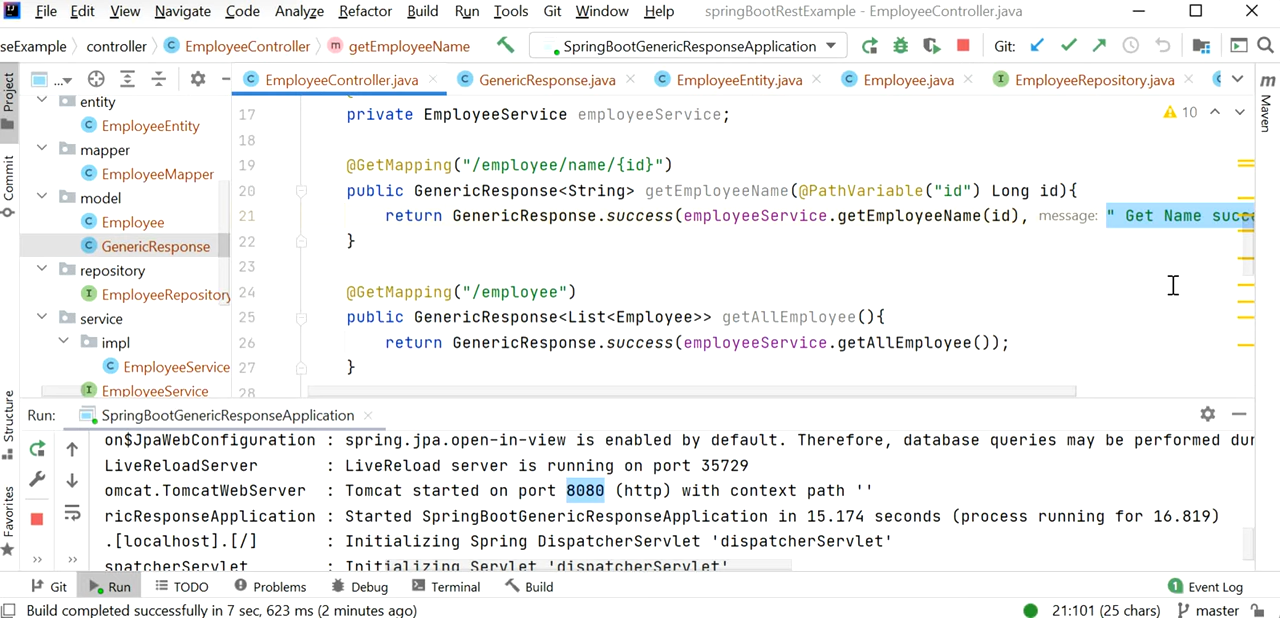 File Edit View Navigate Code Analyze Refactor Build Run Tools Git Window Help springBootRestExample - EmployeeController.java
seExample controller EmployeeController getEmployeeName SpringBootGenericResponseApplication Git:
Project
Commit
Structure
Favorites
entity
EmployeeEntity
mapper
EmployeeMapper
model
Employee
GenericResponse
repository
EmployeeRepository
service
impl
EmployeeService
EmployeeService
EmployeeController.java GenericResponse.java EmployeeEntity.java Employee.java EmployeeRepository.java
Maven
10
17 private EmployeeService employeeService;
18
19 @GetMapping("/employee/name/{id}")
20 public GenericResponse<String> getEmployeeName(@PathVariable("id") Long id){
21 return GenericResponse.success(employeeService.getEmployeeName(id), message: " Get Name succe
22 }
23
24 @GetMapping("/employee")
25 public GenericResponse<List<Employee>> getAllEmployee(){
26 return GenericResponse.success(employeeService.getAllEmployee());
27 }
28
Run: SpringBootGenericResponseApplication
on$JpaWebConfiguration : spring.jpa.open-in-view is enabled by default. Therefore, database queries may be performed dur
LiveReloadServer : LiveReload server is running on port 35729
omcat.TomcatWebServer : Tomcat started on port 8080 (http) with context path ''
ricResponseApplication : Started SpringBootGenericResponseApplication in 15.174 seconds (process running for 16.819)
.[localhost].[/] : Initializing Spring DispatcherServlet 'dispatcherServlet'
spatcherServlet : Initializing Servlet 'dispatcherServlet'
Git Run TODO Problems Debug Terminal Build 1 Event Log
Build completed successfully in 7 sec, 623 ms (2 minutes ago) 21:101 (25 chars) master